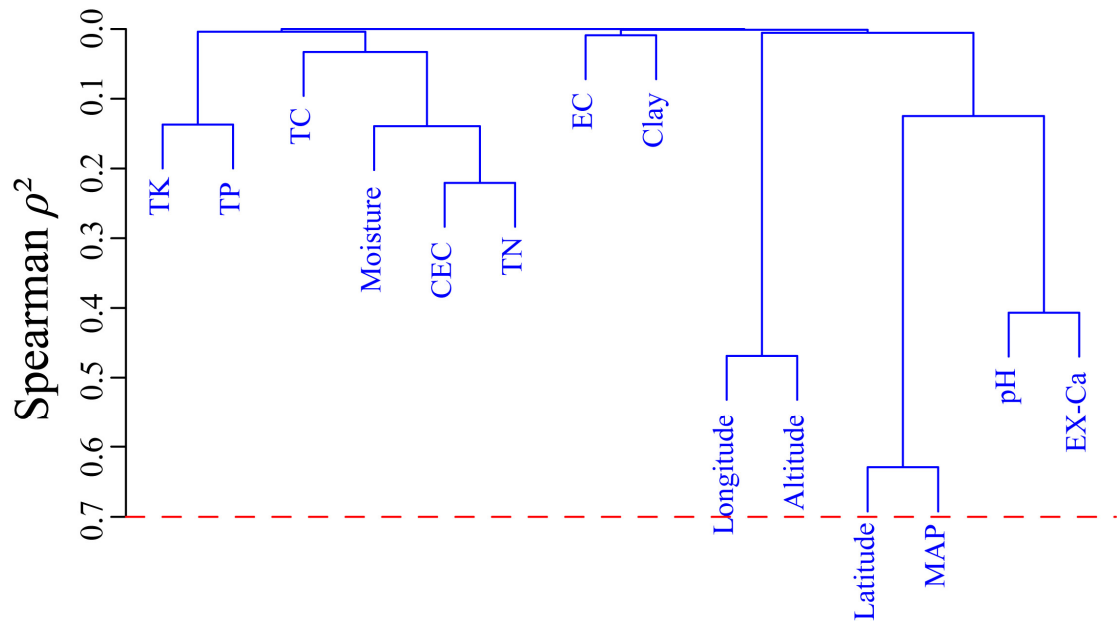 Spearman ρ²
0.0
0.1
0.2
0.3
0.4
0.5
0.6
0.7
TK
TP
TC
Moisture
CEC
TN
EC
Clay
Longitude
Altitude
Latitude
MAP
pH
EX-Ca